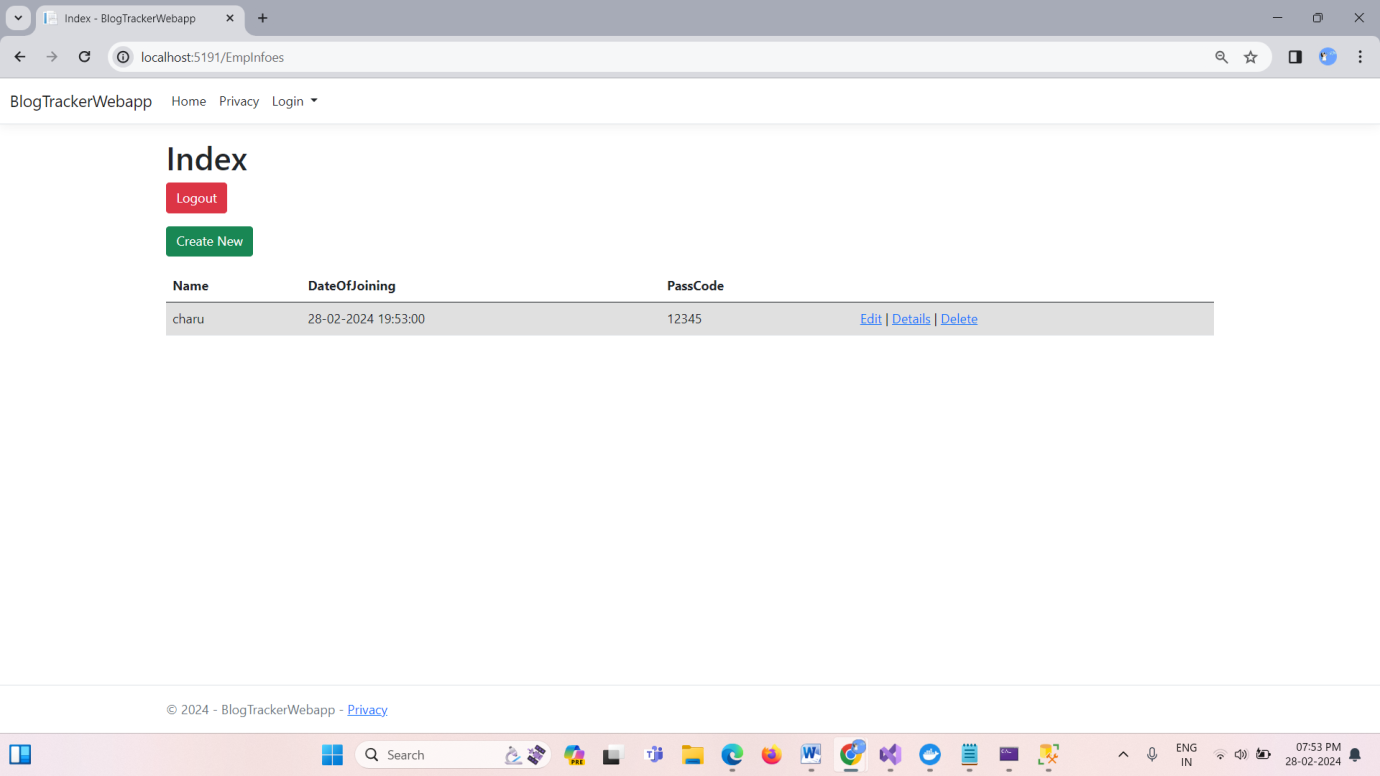 Index - BlogTrackerWebapp
localhost:5191/EmpInfoes
BlogTrackerWebapp Home Privacy Login
Index
Logout
Create New
Name DateOfJoining PassCode
charu 28-02-2024 19:53:00 12345 Edit | Details | Delete
© 2024 - BlogTrackerWebapp - Privacy
Search
PRE
ENG
IN
07:53 PM
28-02-2024